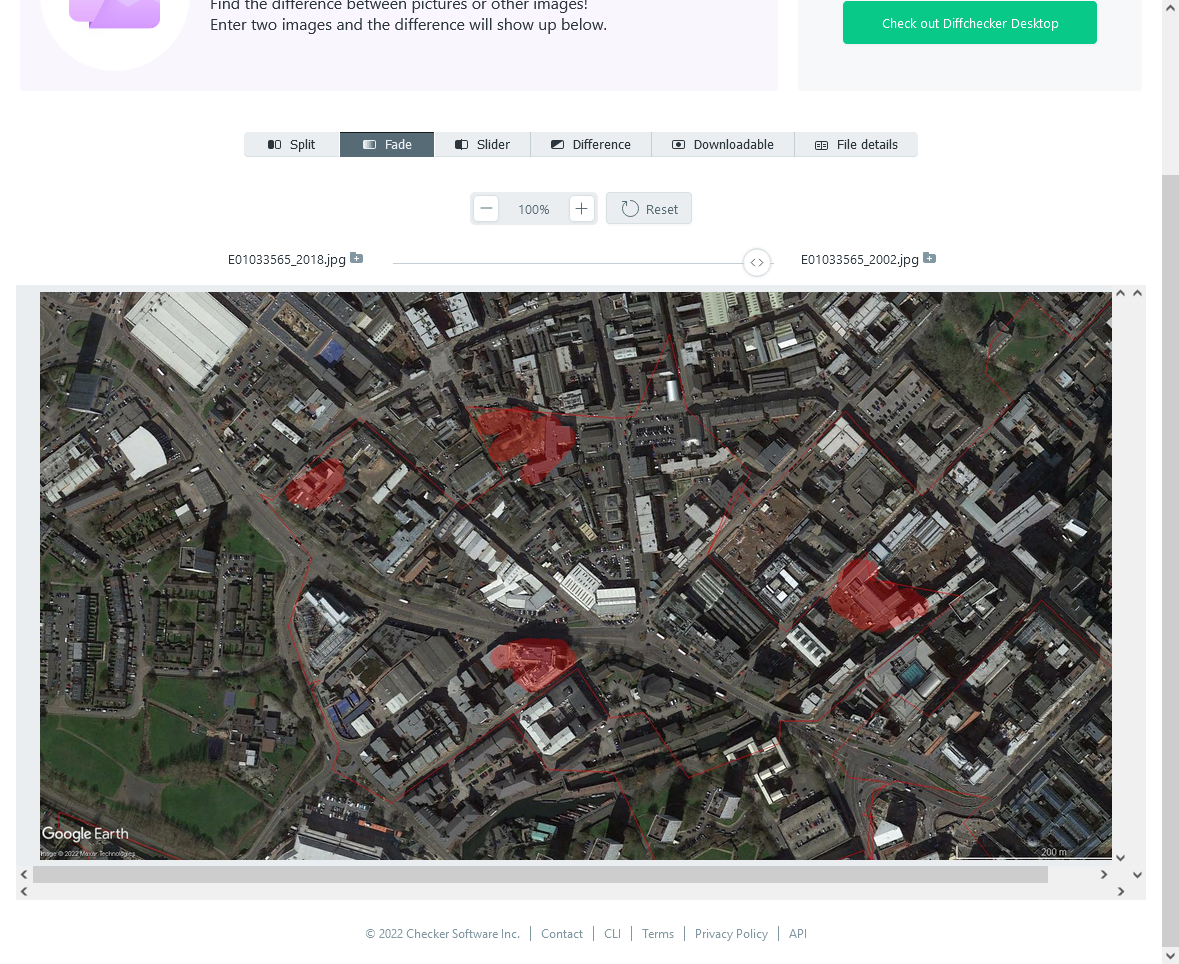 Find the difference between pictures or other images!
Enter two images and the difference will show up below.
Check out Diffchecker Desktop
Split
Fade
Slider
Difference
Downloadable
File details
100%
Reset
E01033565_2018.jpg
E01033565_2002.jpg
Google Earth
Image © 2022 Maxar Technologies
200 m
© 2022 Checker Software Inc.
Contact
CLI
Terms
Privacy Policy
API